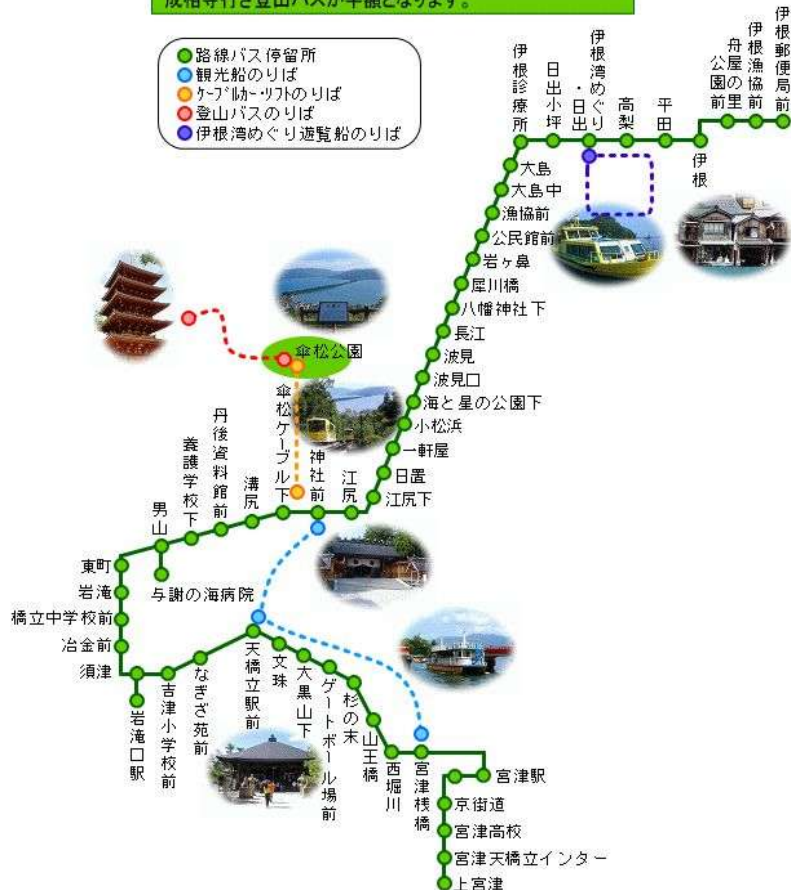 成相寺行き登山バスが半額となります。
路線バス停留所
観光船のりば
ケーブルカー・リフトのりば
登山バスのりば
伊根湾めぐり遊覧船のりば
伊根診療所
日出小坪
伊根湾めぐり・日出
高梨
平田
伊根
舟屋の里公園前
伊根漁協前
伊根郵便局前
大島
大島中
漁協前
公民館前
岩ヶ鼻
犀川橋
八幡神社下
長江
波見
波見口
海と星の公園下
小松浜
一軒屋
日置
江尻下
傘松公園
江尻
神社前
傘松ケーブル下
溝尻
丹後資料館前
養護学校下
男山
与謝の海病院
東町
岩滝
橋立中学校前
冶金前
須津
岩滝口駅
吉津小学校前
なぎさ苑前
天橋立駅前
文珠
大黒山下
ゲートボール場前
杉の末
山王橋
西堀川
宮津桟橋
宮津駅
京街道
宮津高校
宮津天橋立インター
上宮津